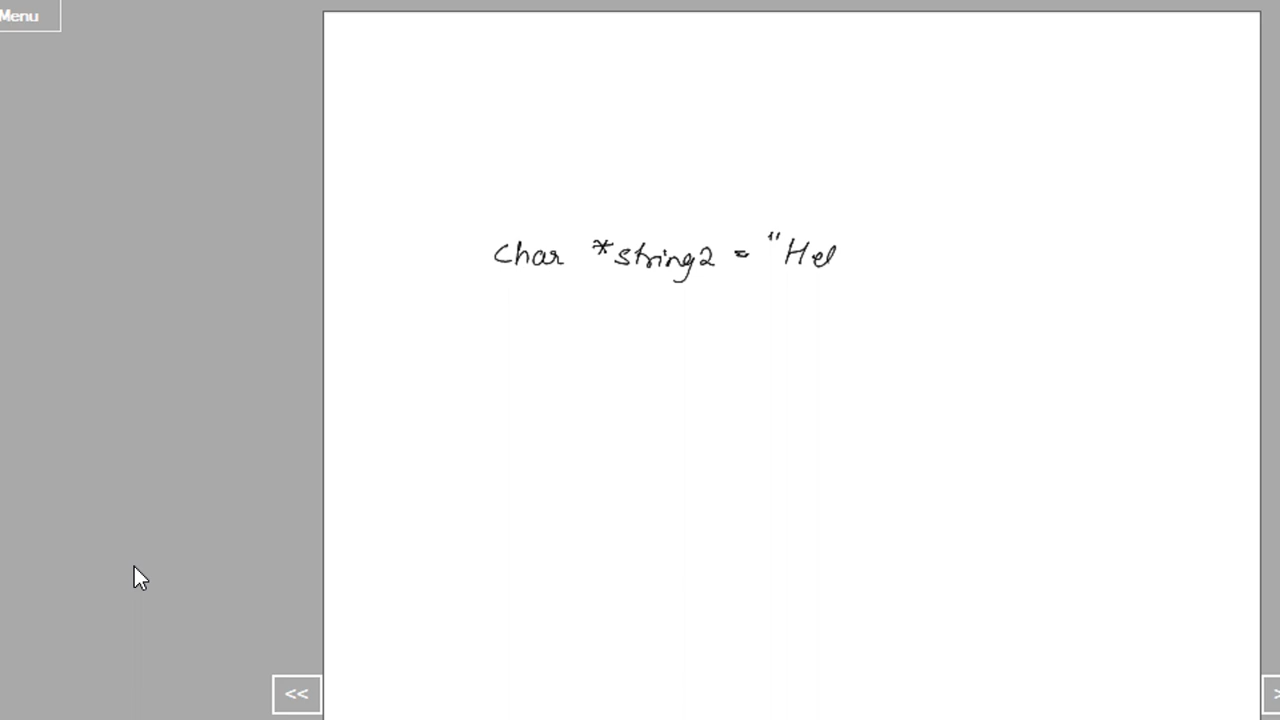 Menu
char *string2 = "Hel
<<
>